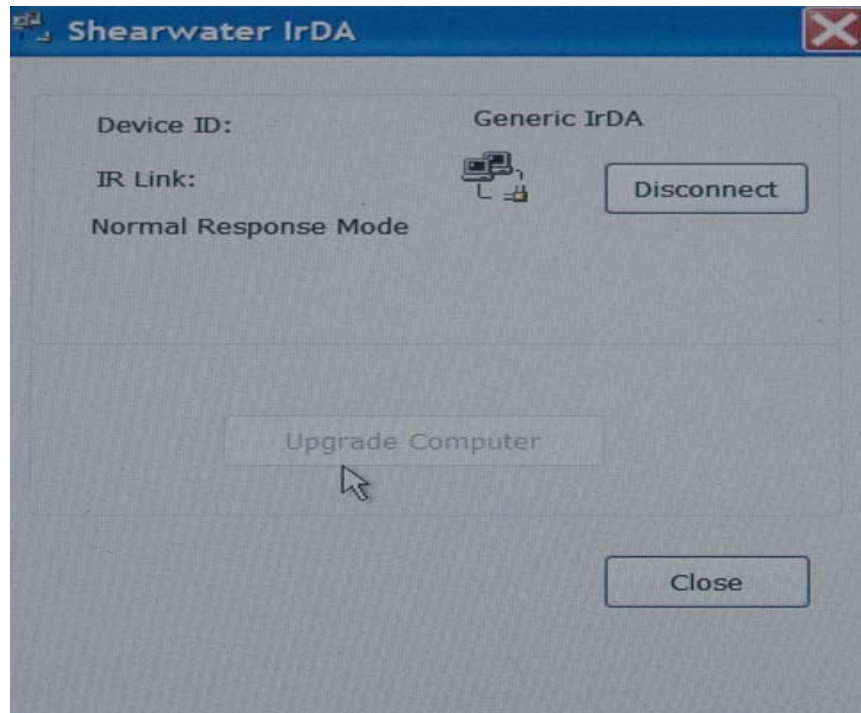 Shearwater IrDA
Device ID: Generic IrDA
IR Link: Disconnect
Normal Response Mode
Upgrade Computer
Close